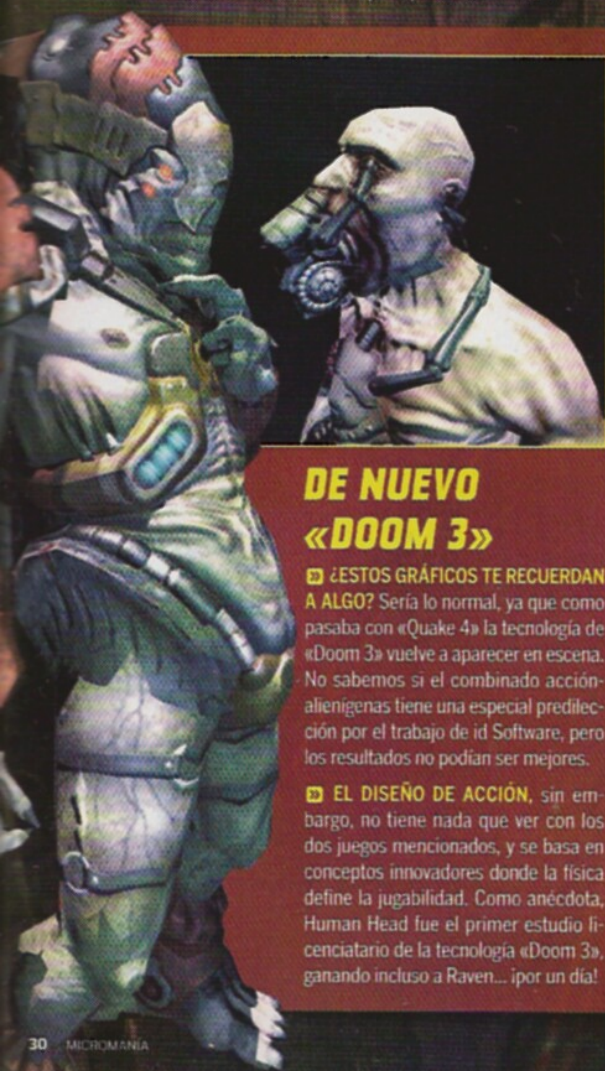 DE NUEVO
«DOOM 3»
» ¿ESTOS GRÁFICOS TE RECUERDAN
A ALGO? Sería lo normal, ya que como
pasaba con «Quake 4» la tecnología de
«Doom 3» vuelve a aparecer en escena.
No sabemos si el combinado acción-
alienígenas tiene una especial predilec-
ción por el trabajo de id Software, pero
los resultados no podían ser mejores.
» EL DISEÑO DE ACCIÓN, sin em-
bargo, no tiene nada que ver con los
dos juegos mencionados, y se basa en
conceptos innovadores donde la física
define la jugabilidad. Como anécdota,
Human Head fue el primer estudio li-
cenciatario de la tecnología «Doom 3»,
ganando incluso a Raven... ¡por un día!
30 MICROMANÍA